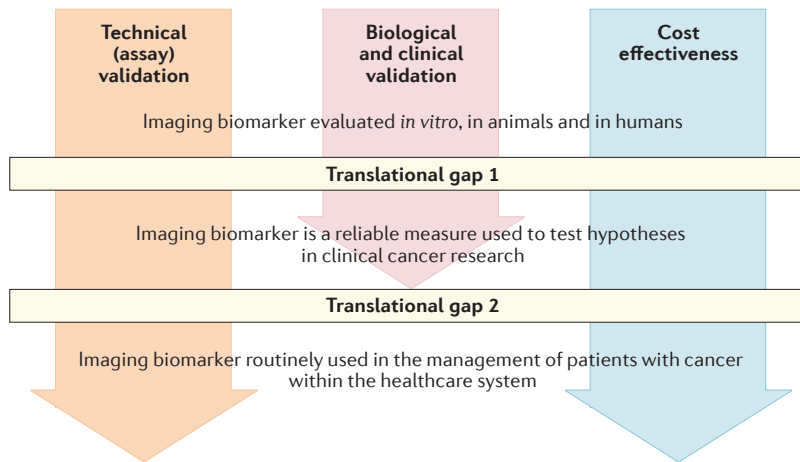 Technical
(assay)
validation
Biological
and clinical
validation
Cost
effectiveness
Imaging biomarker evaluated in vitro, in animals and in humans
Translational gap 1
Imaging biomarker is a reliable measure used to test hypotheses
in clinical cancer research
Translational gap 2
Imaging biomarker routinely used in the management of patients with cancer
within the healthcare system